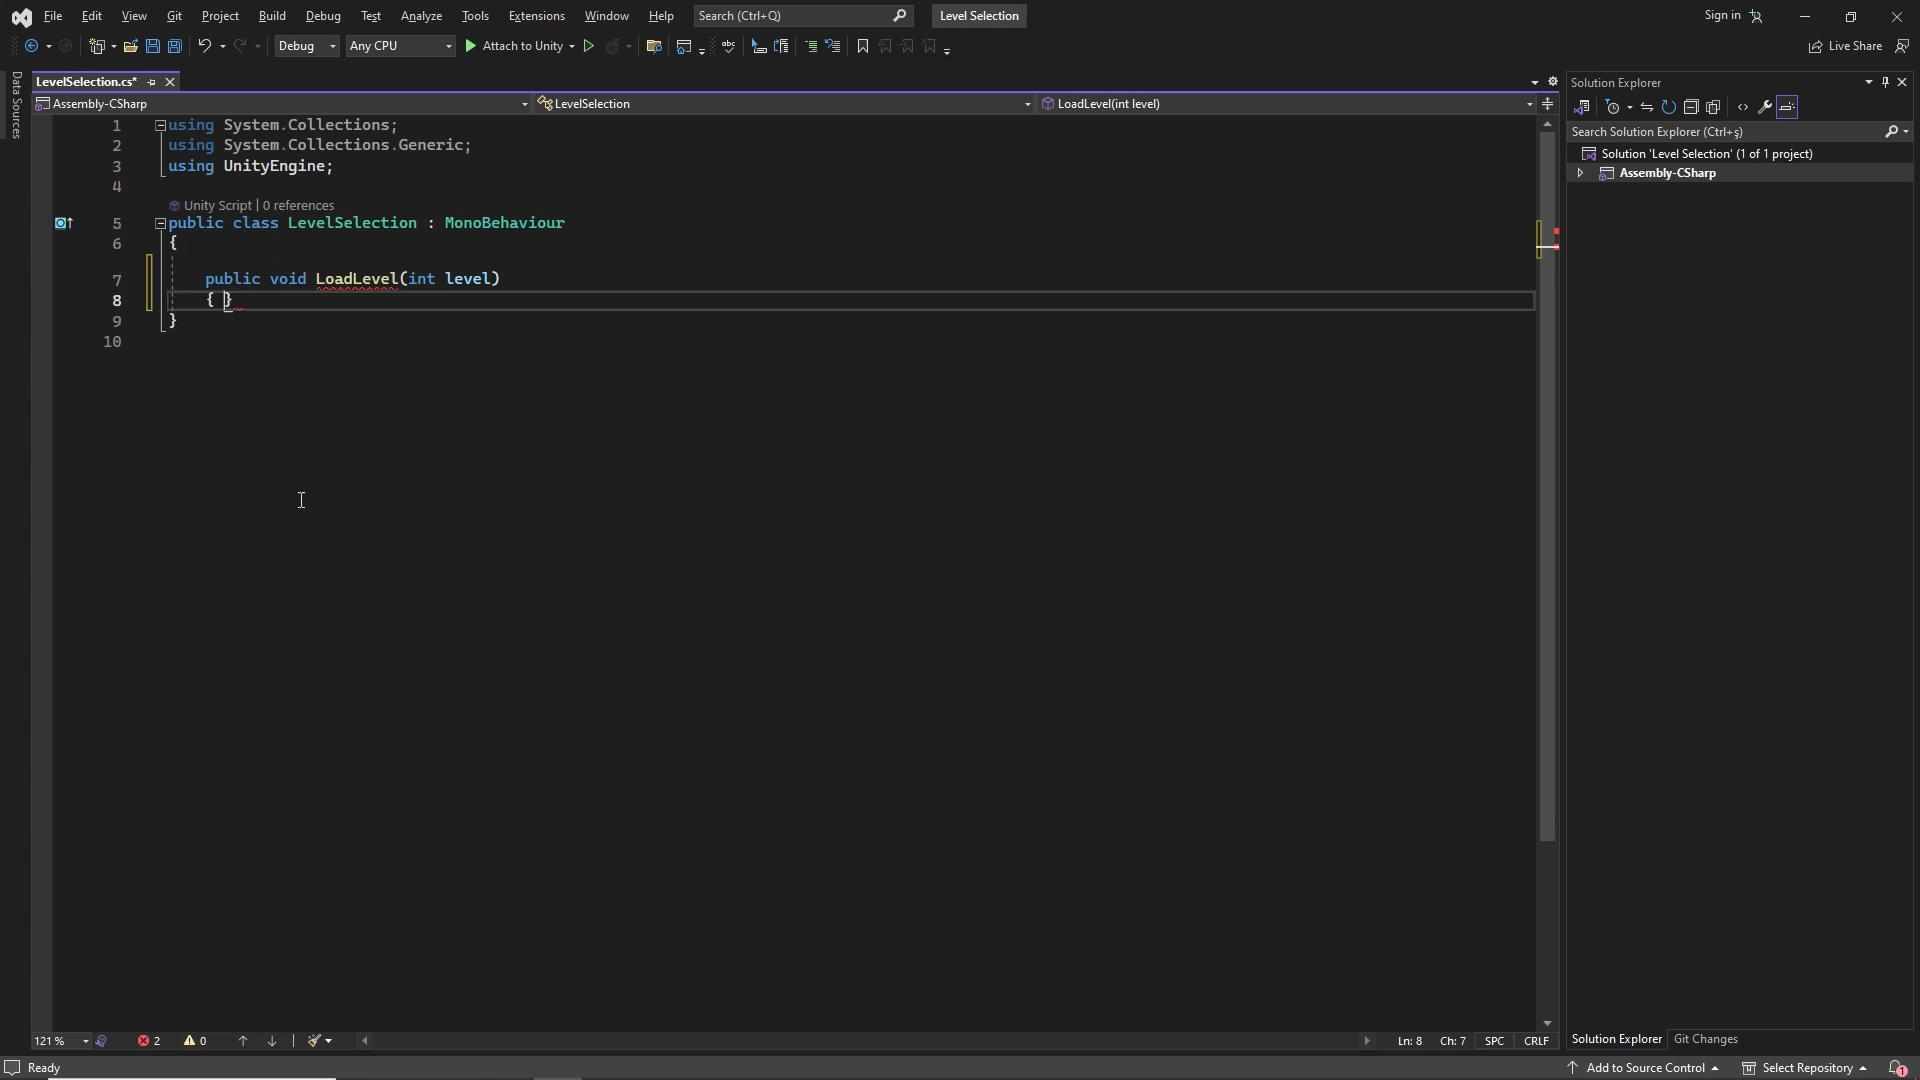 File Edit View Git Project Build Debug Test Analyze Tools Extensions Window Help Search (Ctrl+Q) Level Selection Sign in
Debug Any CPU Attach to Unity Live Share
Data Sources
LevelSelection.cs*
Assembly-CSharp LevelSelection LoadLevel(int level)
1 using System.Collections;
2 using System.Collections.Generic;
3 using UnityEngine;
4
Unity Script | 0 references
5 public class LevelSelection : MonoBehaviour
6 {
7 public void LoadLevel(int level)
8 { }
9 }
10
Solution Explorer
Search Solution Explorer (Ctrl+ş)
Solution 'Level Selection' (1 of 1 project)
Assembly-CSharp
121 % 2 0 Ln: 8 Ch: 7 SPC CRLF
Solution Explorer Git Changes
Ready Add to Source Control Select Repository 1